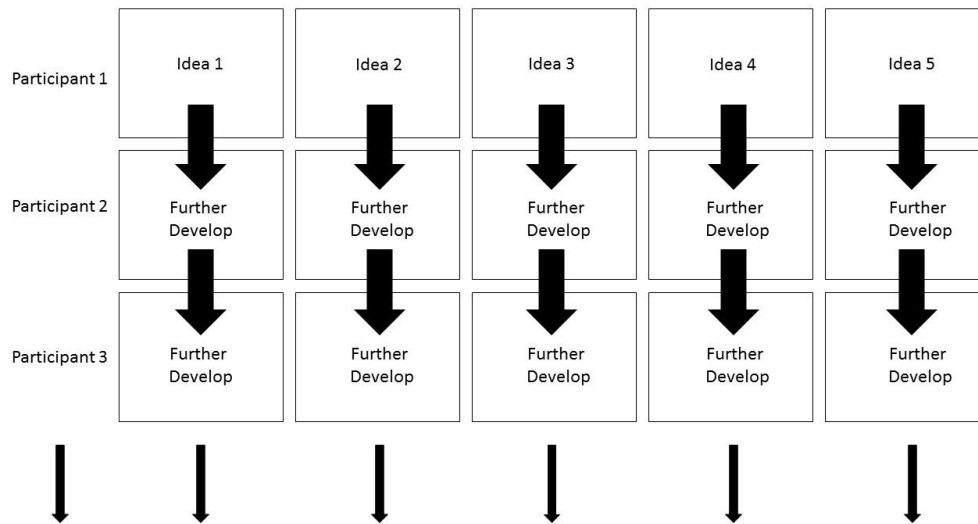 Participant 1
Idea 1
Idea 2
Idea 3
Idea 4
Idea 5
Participant 2
Further
Develop
Further
Develop
Further
Develop
Further
Develop
Further
Develop
Participant 3
Further
Develop
Further
Develop
Further
Develop
Further
Develop
Further
Develop